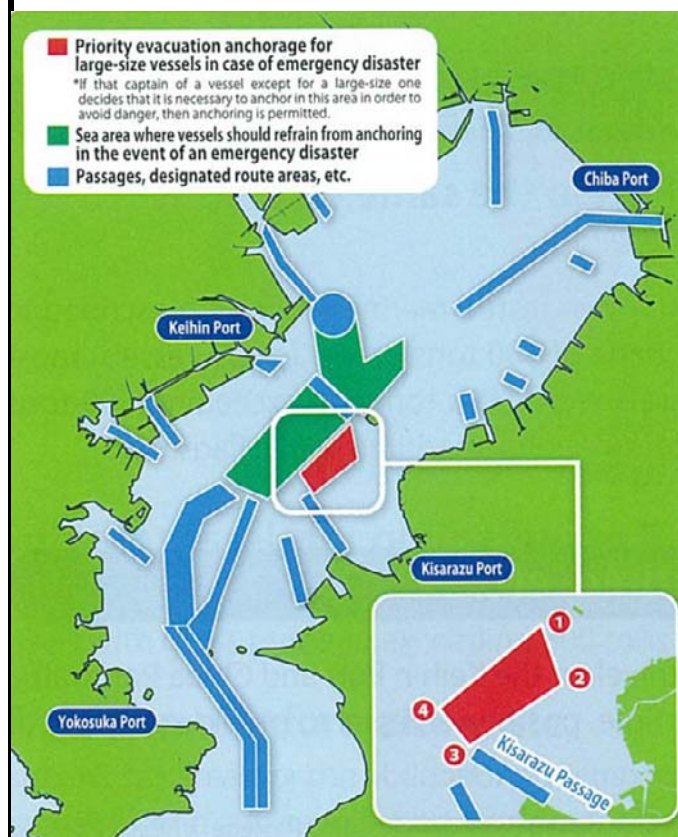 Priority evacuation anchorage for
large-size vessels in case of emergency disaster
*If that captain of a vessel except for a large-size one
decides that it is necessary to anchor in this area in order to
avoid danger, then anchoring is permitted.
Sea area where vessels should refrain from anchoring
in the event of an emergency disaster
Passages, designated route areas, etc.
Chiba Port
Keihin Port
Kisarazu Port
Yokosuka Port
1
2
4
3
Kisarazu Passage